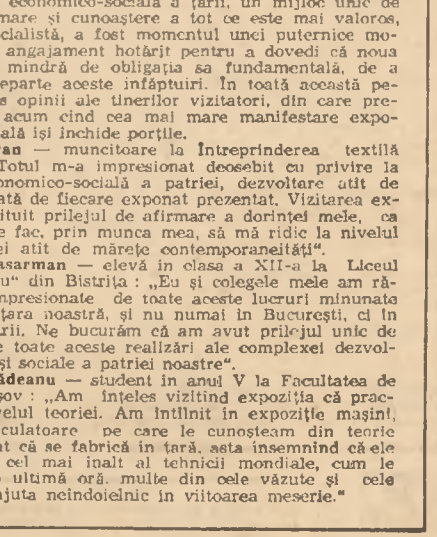 economico-socială a țării, un mijloc unic de
mare și cunoaștere a tot ce este mai valoros,
cialistă, a fost momentul unei puternice mo-
angajament hotărît pentru a dovedi că noua
mîndră de obligația sa fundamentală, de a
eparte aceste înfăptuiri. În toată această pe-
s opinii ale tinerilor vizitatori, din care pre-
acum cînd cea mai mare manifestare expo-
ală își închide porțile.
an — muncitoare la Întreprinderea textilă
Totul m-a impresionat deosebit cu privire la
onomico-socială a patriei, dezvoltare atît de
ată de fiecare exponat prezentat. Vizitarea ex-
tituit prilejul de afirmare a dorinței mele, ca
e fac, prin munca mea, să mă ridic la nivelul
ei atît de mărețe contemporaneități“.
asarman — elevă în clasa a XII-a la Liceul
u“ din Bistrița : „Eu și colegele mele am ră-
mpresionate de toate aceste lucruri minunate
țara noastră, și nu numai în București, ci în
rii. Ne bucurăm că am avut prilejul unic de
e toate aceste realizări ale complexei dezvol-
și sociale a patriei noastre“.
ădeanu — student în anul V la Facultatea de
șov : „Am înțeles vizitînd expoziția că prac-
velul teoriei. Am întîlnit în expoziție mașini,
culatoare pe care le cunoșteam din teorie
at că se fabrică în țară, asta însemnînd că ele
cel mai înalt al tehnicii mondiale, cum le
ultimă oră, multe din cele văzute și cele
ajuta neîndoielnic în viitoarea meserie.“